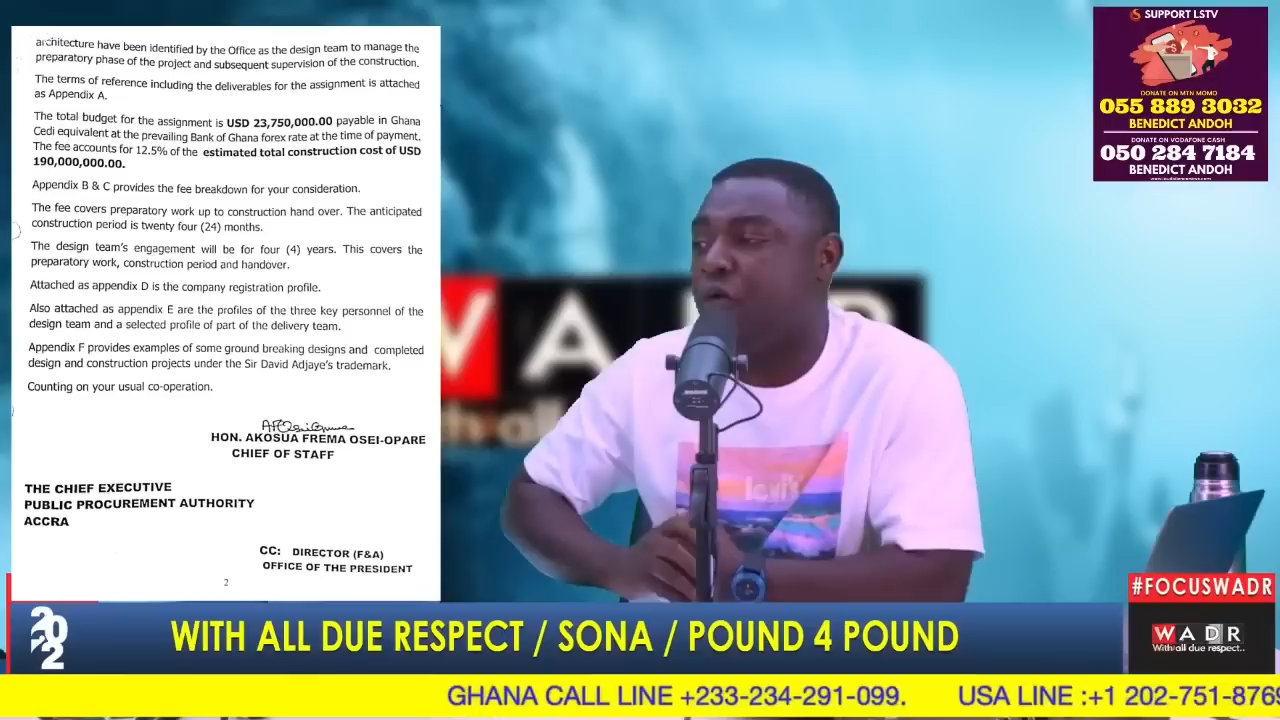 architecture have been identified by the Office as the design team to manage the
preparatory phase of the project and subsequent supervision of the construction.
The terms of reference including the deliverables for the assignment is attached
as Appendix A.
The total budget for the assignment is USD 23,750,000.00 payable in Ghana
Cedi equivalent at the prevailing Bank of Ghana forex rate at the time of payment.
The fee accounts for 12.5% of the estimated total construction cost of USD
190,000,000.00.
Appendix B & C provides the fee breakdown for your consideration.
The fee covers preparatory work up to construction hand over. The anticipated
construction period is twenty four (24) months.
The design team's engagement will be for four (4) years. This covers the
preparatory work, construction period and handover.
Attached as appendix D is the company registration profile.
Also attached as appendix E are the profiles of the three key personnel of the
design team and a selected profile of part of the delivery team.
Appendix F provides examples of some ground breaking designs and completed
design and construction projects under the Sir David Adjaye's trademark.
Counting on your usual co-operation.
HON. AKOSUA FREMA OSEI-OPARE
CHIEF OF STAFF
THE CHIEF EXECUTIVE
PUBLIC PROCUREMENT AUTHORITY
ACCRA
CC: DIRECTOR (F&A)
OFFICE OF THE PRESIDENT
2
SUPPORT LSTV
DONATE ON MTN MOMO
055 889 3032
BENEDICT ANDOH
DONATE ON VODAFONE CASH
050 284 7184
BENEDICT ANDOH
W A R
Levi's
#FOCUSWADR
WADR
With all due respect..
2022
WITH ALL DUE RESPECT / SONA / POUND 4 POUND
GHANA CALL LINE +233-234-291-099. USA LINE :+1 202-751-8769